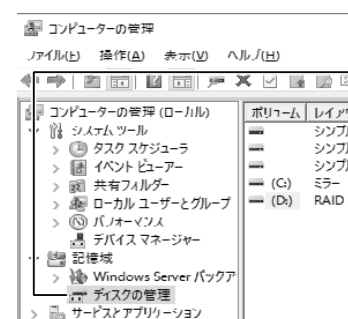 コンピューターの管理
ファイル(F) 操作(A) 表示(V) ヘルプ(H)
コンピューターの管理 (ローカル)
システム ツール
タスク スケジューラ
イベント ビューアー
共有フォルダー
ローカル ユーザーとグループ
パフォーマンス
デバイス マネージャー
記憶域
Windows Server バックア
ディスクの管理
サービスとアプリケーション
ボリューム レイアウ
シンプル
シンプル
シンプル
(C:) ミラー
(D:) RAID